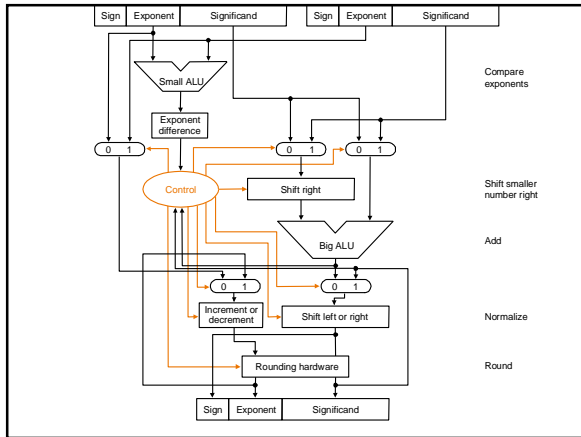 Sign Exponent Significand Sign Exponent Significand
Small ALU
Compare
exponents
Exponent
difference
0 1 0 1 0 1
Control
Shift right
Shift smaller
number right
Big ALU
Add
0 1 0 1
Increment or
decrement
Shift left or right
Normalize
Rounding hardware
Round
Sign Exponent Significand